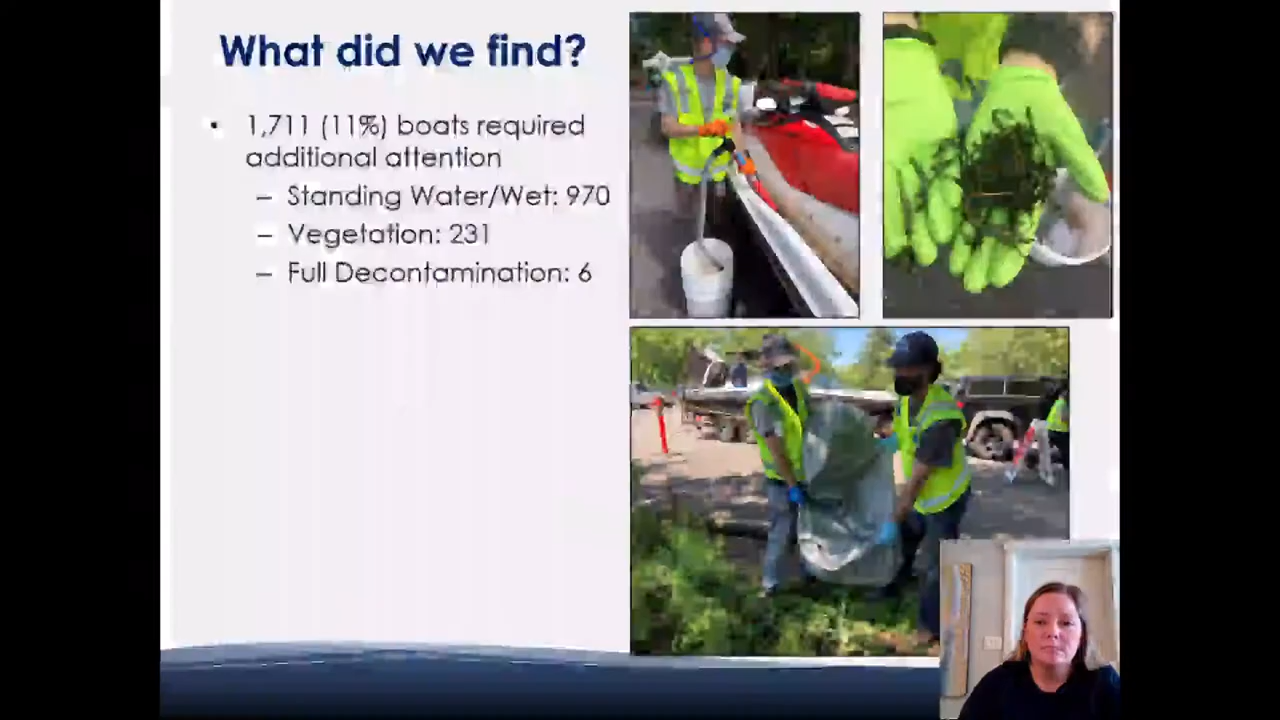 What did we find?
• 1,711 (11%) boats required
additional attention
– Standing Water/Wet: 970
– Vegetation: 231
– Full Decontamination: 6